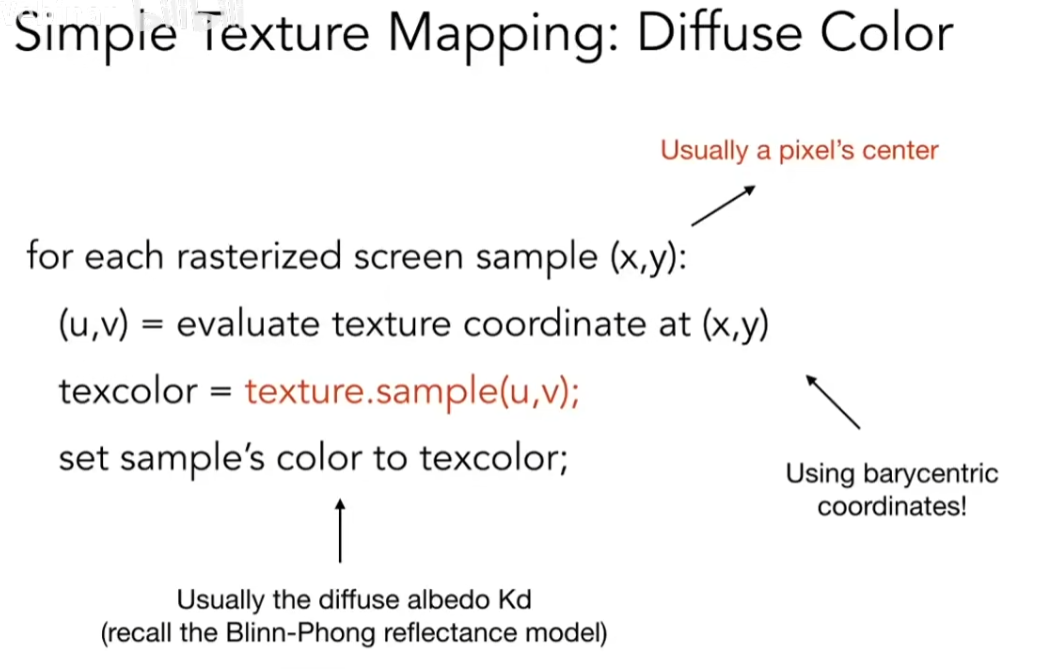 Simple Texture Mapping: Diffuse Color
Usually a pixel's center
for each rasterized screen sample (x,y):
(u,v) = evaluate texture coordinate at (x,y)
texcolor = texture.sample(u,v);
set sample's color to texcolor;
Using barycentric
coordinates!
Usually the diffuse albedo Kd
(recall the Blinn-Phong reflectance model)